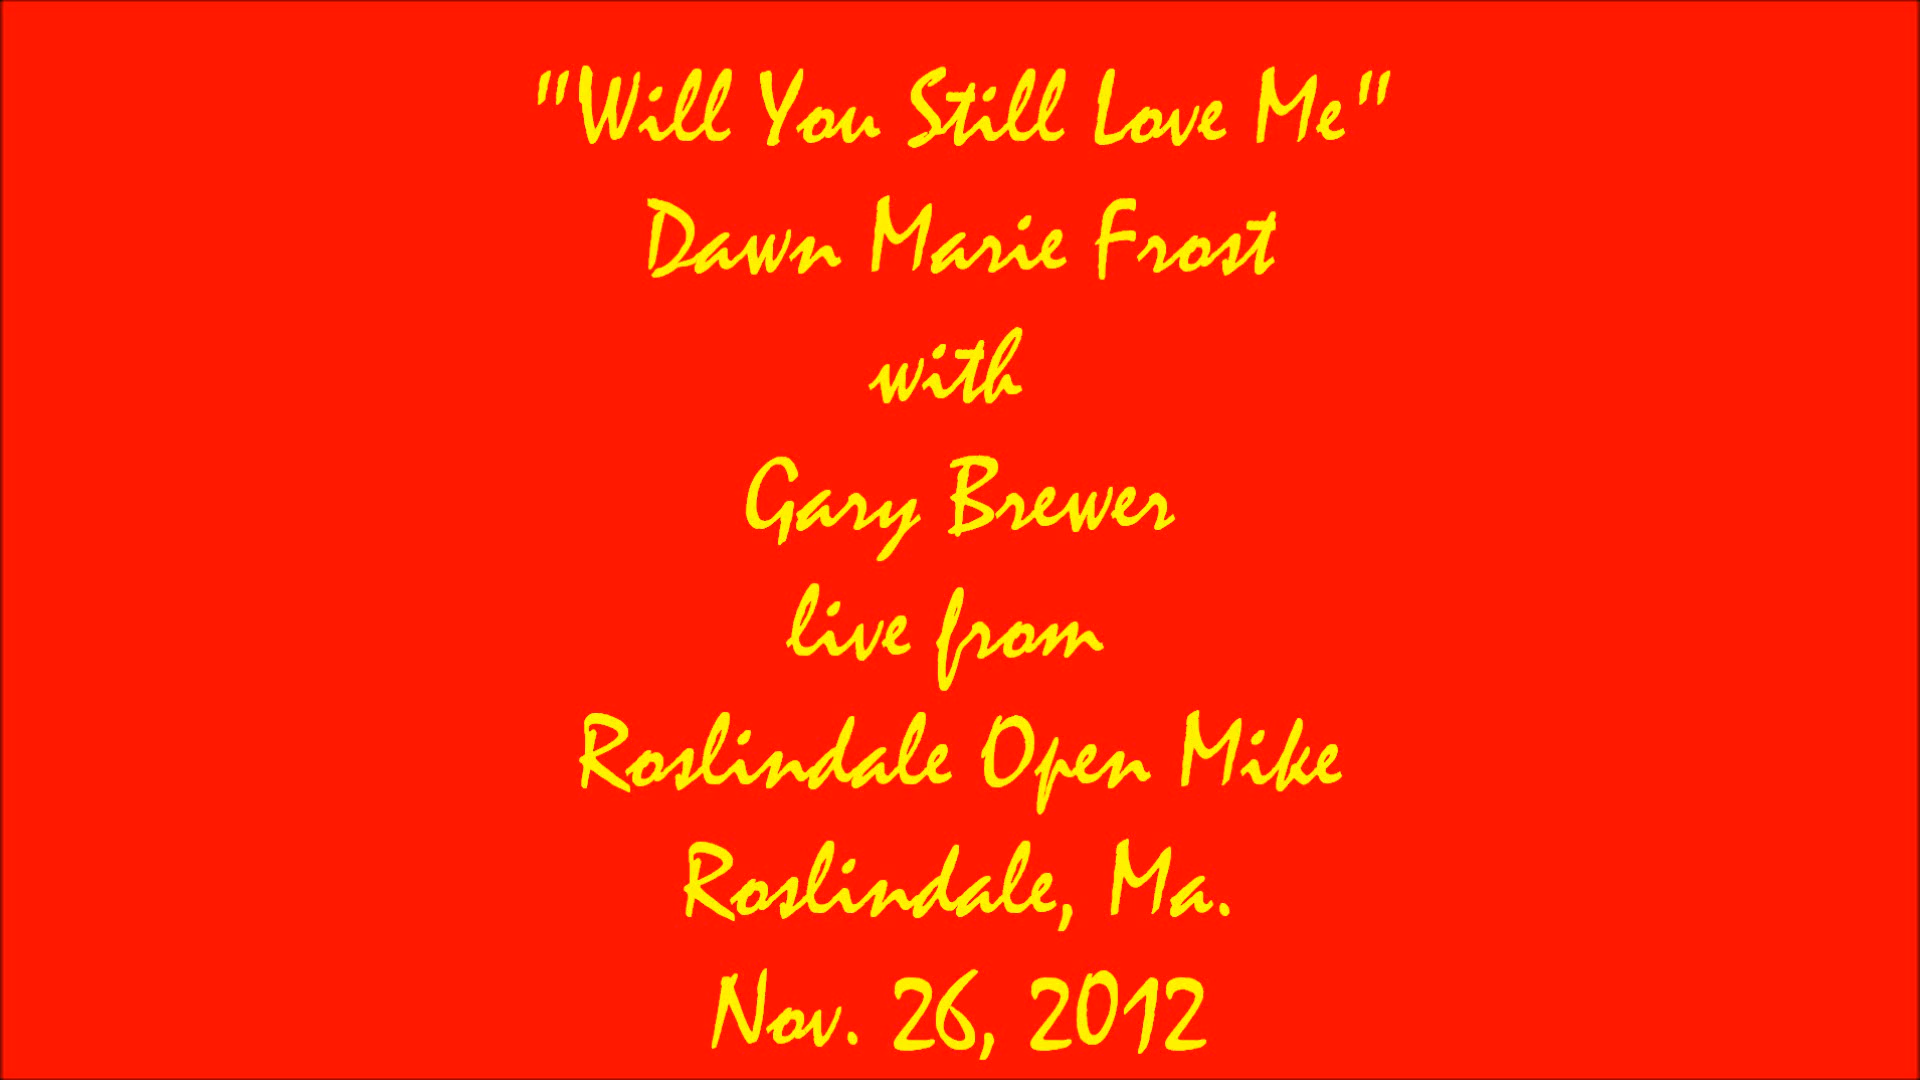 "Will You Still Love Me"
Dawn Marie Frost
with
Gary Brewer
live from
Roslindale Open Mike
Roslindale, Ma.
Nov. 26, 2012